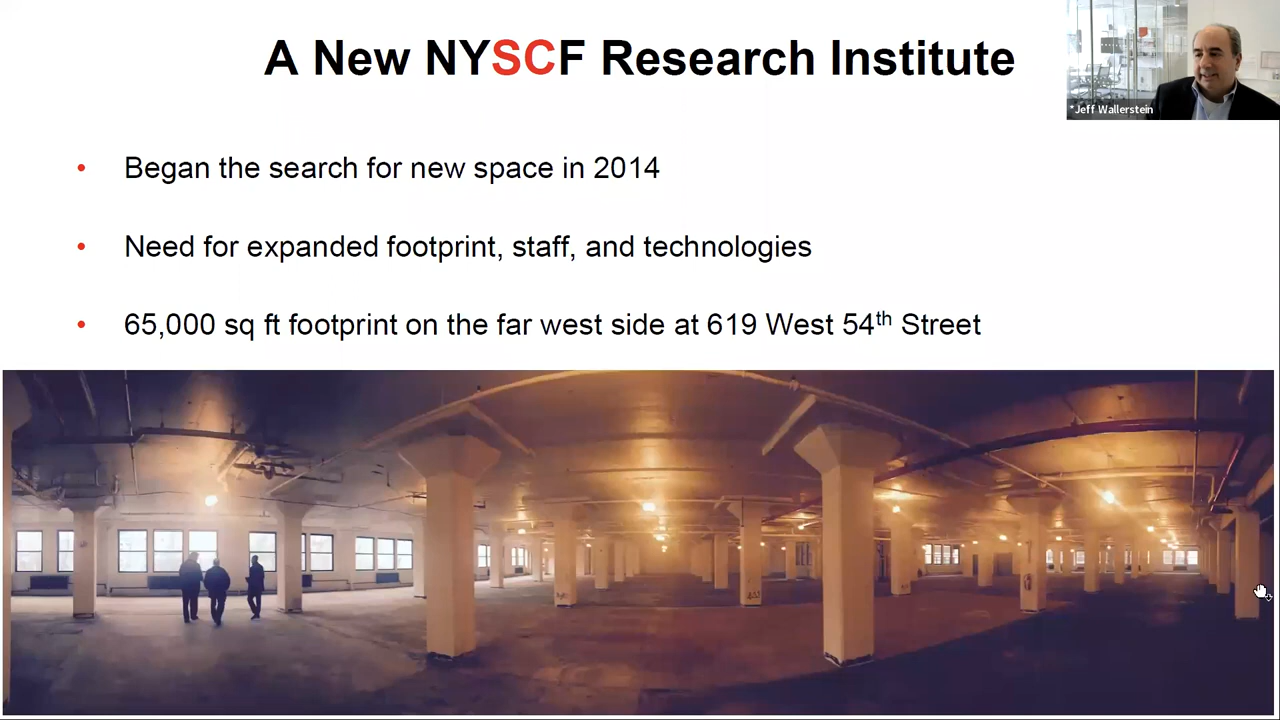 A New NYSCF Research Institute
*Jeff Wallerstein
• Began the search for new space in 2014
• Need for expanded footprint, staff, and technologies
• 65,000 sq ft footprint on the far west side at 619 West 54th Street